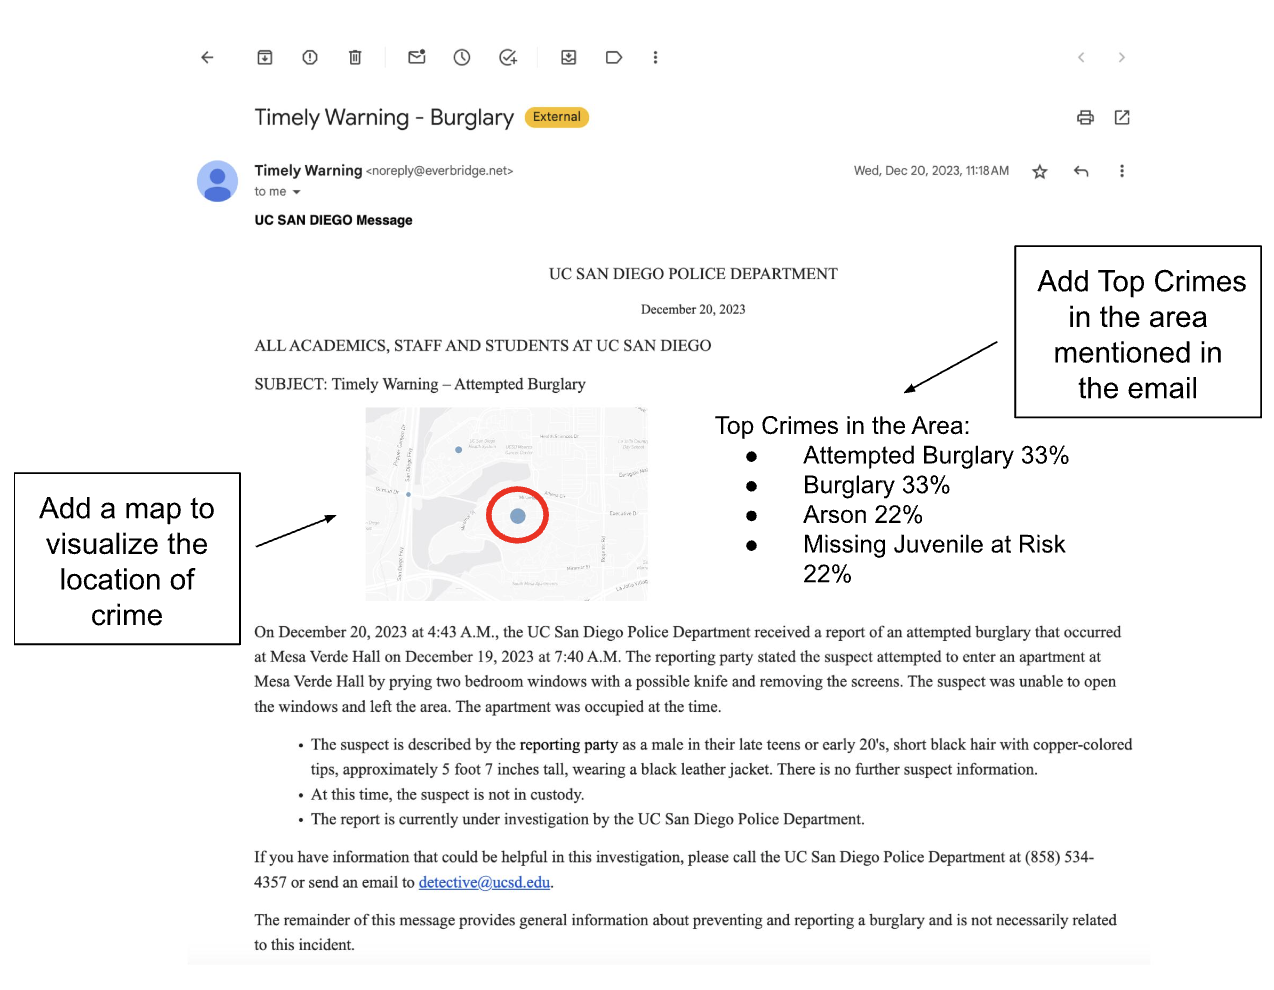 Timely Warning - Burglary External
Timely Warning <noreply@everbridge.net>
Wed, Dec 20, 2023, 11:18 AM
to me
UC SAN DIEGO Message
UC SAN DIEGO POLICE DEPARTMENT
December 20, 2023
ALL ACADEMICS, STAFF AND STUDENTS AT UC SAN DIEGO
SUBJECT: Timely Warning – Attempted Burglary
Add Top Crimes
in the area
mentioned in
the email
Top Crimes in the Area:
● Attempted Burglary 33%
● Burglary 33%
● Arson 22%
● Missing Juvenile at Risk
22%
Add a map to
visualize the
location of
crime
Executive Dr
On December 20, 2023 at 4:43 A.M., the UC San Diego Police Department received a report of an attempted burglary that occurred
at Mesa Verde Hall on December 19, 2023 at 7:40 A.M. The reporting party stated the suspect attempted to enter an apartment at
Mesa Verde Hall by prying two bedroom windows with a possible knife and removing the screens. The suspect was unable to open
the windows and left the area. The apartment was occupied at the time.
• The suspect is described by the reporting party as a male in their late teens or early 20's, short black hair with copper-colored
tips, approximately 5 foot 7 inches tall, wearing a black leather jacket. There is no further suspect information.
• At this time, the suspect is not in custody.
• The report is currently under investigation by the UC San Diego Police Department.
If you have information that could be helpful in this investigation, please call the UC San Diego Police Department at (858) 534-
4357 or send an email to detective@ucsd.edu.
The remainder of this message provides general information about preventing and reporting a burglary and is not necessarily related
to this incident.